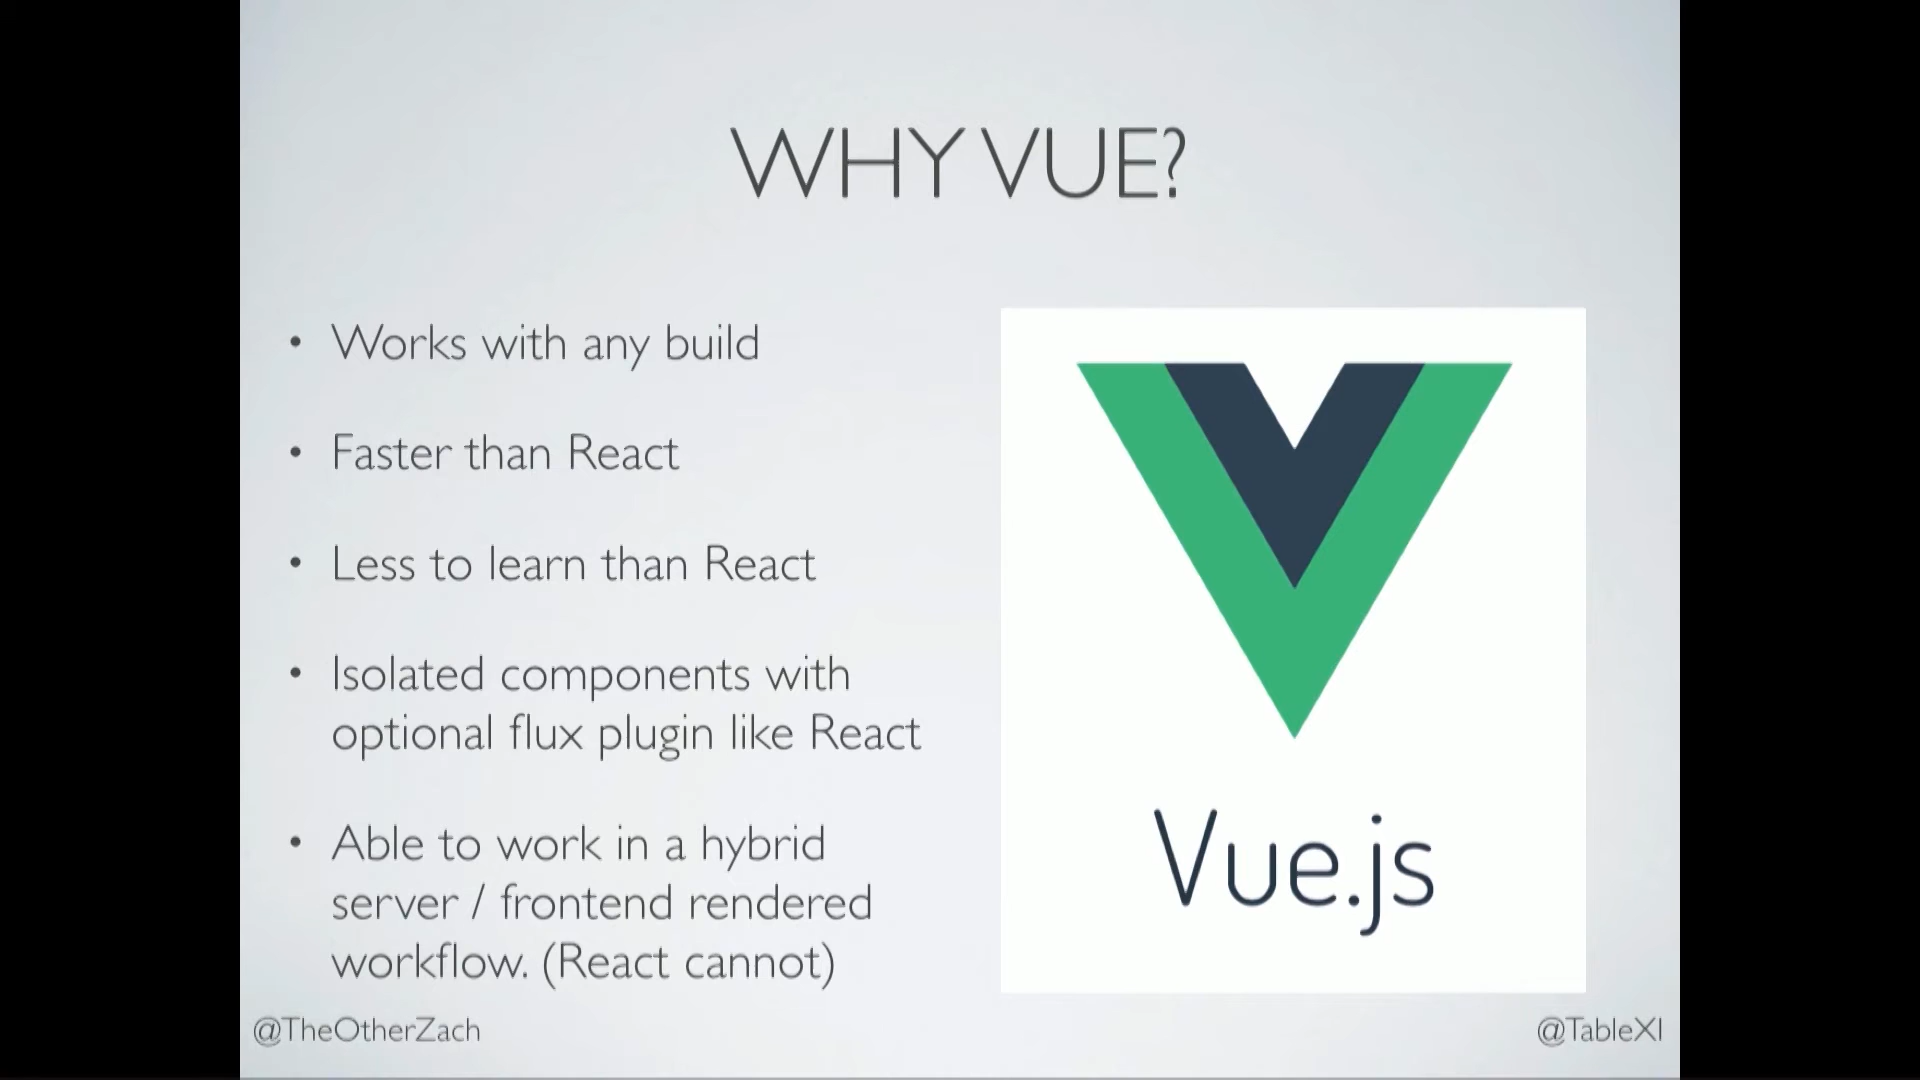 WHY VUE?
• Works with any build
• Faster than React
• Less to learn than React
• Isolated components with
optional flux plugin like React
• Able to work in a hybrid
server / frontend rendered
workflow. (React cannot)
Vue.js
@TheOtherZach
@TableXI